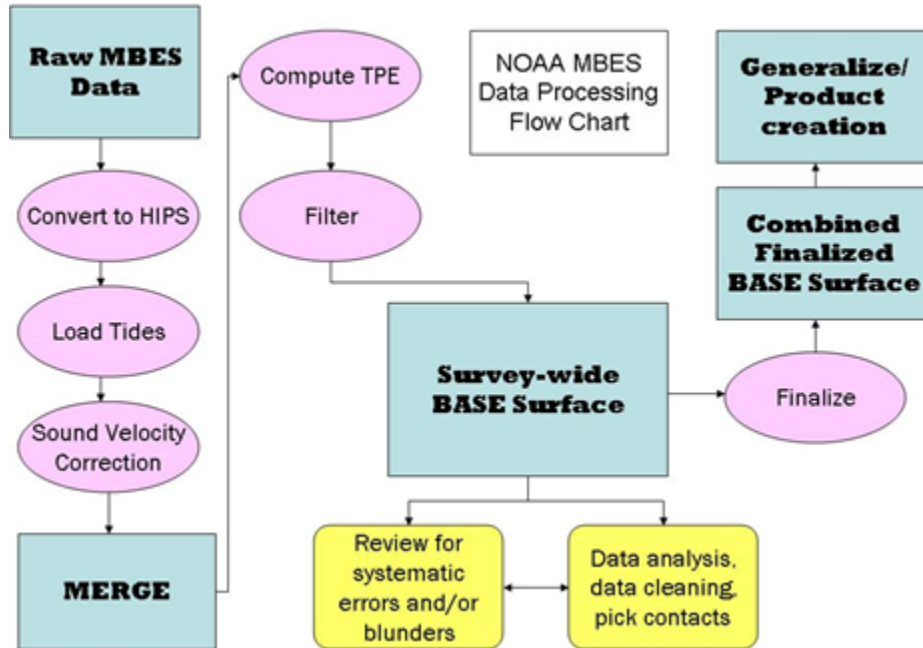 Raw MBES
Data
Convert to HIPS
Load Tides
Sound Velocity
Correction
MERGE
Compute TPE
Filter
NOAA MBES
Data Processing
Flow Chart
Survey-wide
BASE Surface
Review for
systematic
errors and/or
blunders
Data analysis,
data cleaning,
pick contacts
Finalize
Combined
Finalized
BASE Surface
Generalize/
Product
creation